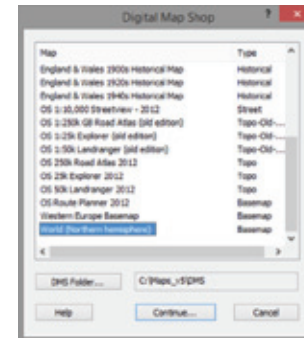 Digital Map Shop ? x
Map Type
England & Wales 1900s Historical Map Historical
England & Wales 1920s Historical Map Historical
England & Wales 1940s Historical Map Historical
OS 1:10,000 Streetview - 2012 Street
OS 1:250k GB Road Atlas (old edition) Topo-Old-...
OS 1:25k Explorer (old edition) Topo-Old-...
OS 1:50k Landranger (old edition) Topo-Old-...
OS 250k Road Atlas 2012 Topo
OS 25k Explorer 2012 Topo
OS 50k Landranger 2012 Topo
OS Route Planner 2012 Basemap
Western Europe Basemap Basemap
World (Northern hemisphere) Basemap
DMS Folder... C:\Maps_v5\DMS
Help Continue... Cancel